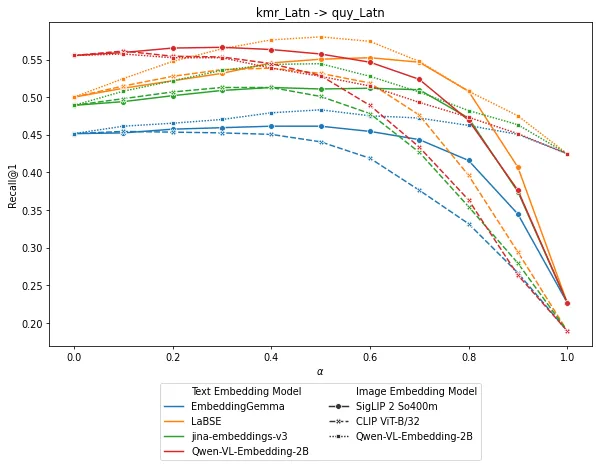 kmr_Latn -> quy_Latn
Recall@1
0.55
0.50
0.45
0.40
0.35
0.30
0.25
0.20
0.0
0.2
0.4
0.6
0.8
1.0
α
Text Embedding Model
EmbeddingGemma
LaBSE
jina-embeddings-v3
Qwen-VL-Embedding-2B
Image Embedding Model
SigLIP 2 So400m
CLIP ViT-B/32
Qwen-VL-Embedding-2B